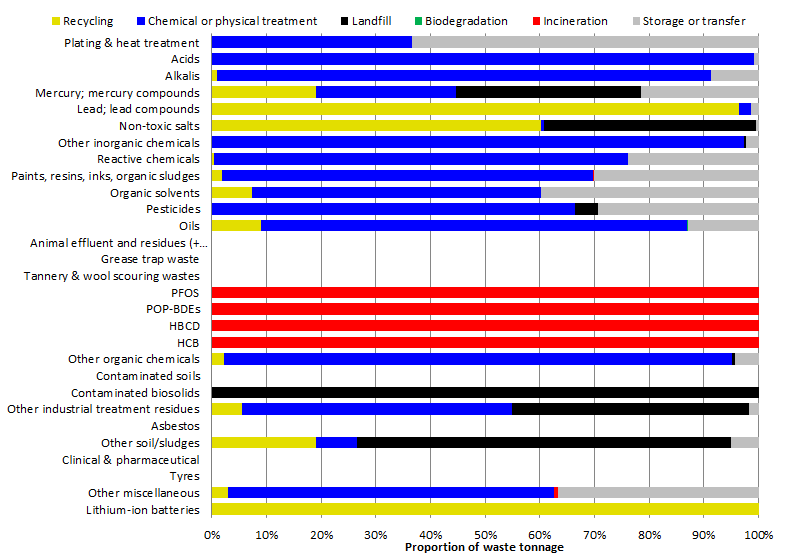 Recycling Chemical or physical treatment Landfill Biodegradation Incineration Storage or transfer
Plating & heat treatment
Acids
Alkalis
Mercury; mercury compounds
Lead; lead compounds
Non-toxic salts
Other inorganic chemicals
Reactive chemicals
Paints, resins, inks, organic sludges
Organic solvents
Pesticides
Oils
Animal effluent and residues (+...
Grease trap waste
Tannery & wool scouring wastes
PFOS
POP-BDEs
HBCD
HCB
Other organic chemicals
Contaminated soils
Contaminated biosolids
Other industrial treatment residues
Asbestos
Other soil/sludges
Clinical & pharmaceutical
Tyres
Other miscellaneous
Lithium-ion batteries
0% 10% 20% 30% 40% 50% 60% 70% 80% 90% 100%
Proportion of waste tonnage